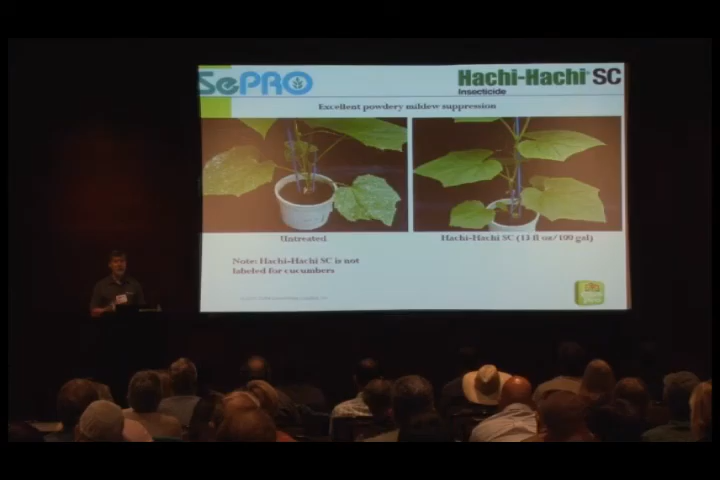 SePRO
Hachi-Hachi SC
Insecticide
Excellent powdery mildew suppression
Untreated
Hachi-Hachi SC (13 fl oz/100 gal)
Note: Hachi-Hachi SC is not
labeled for cucumbers